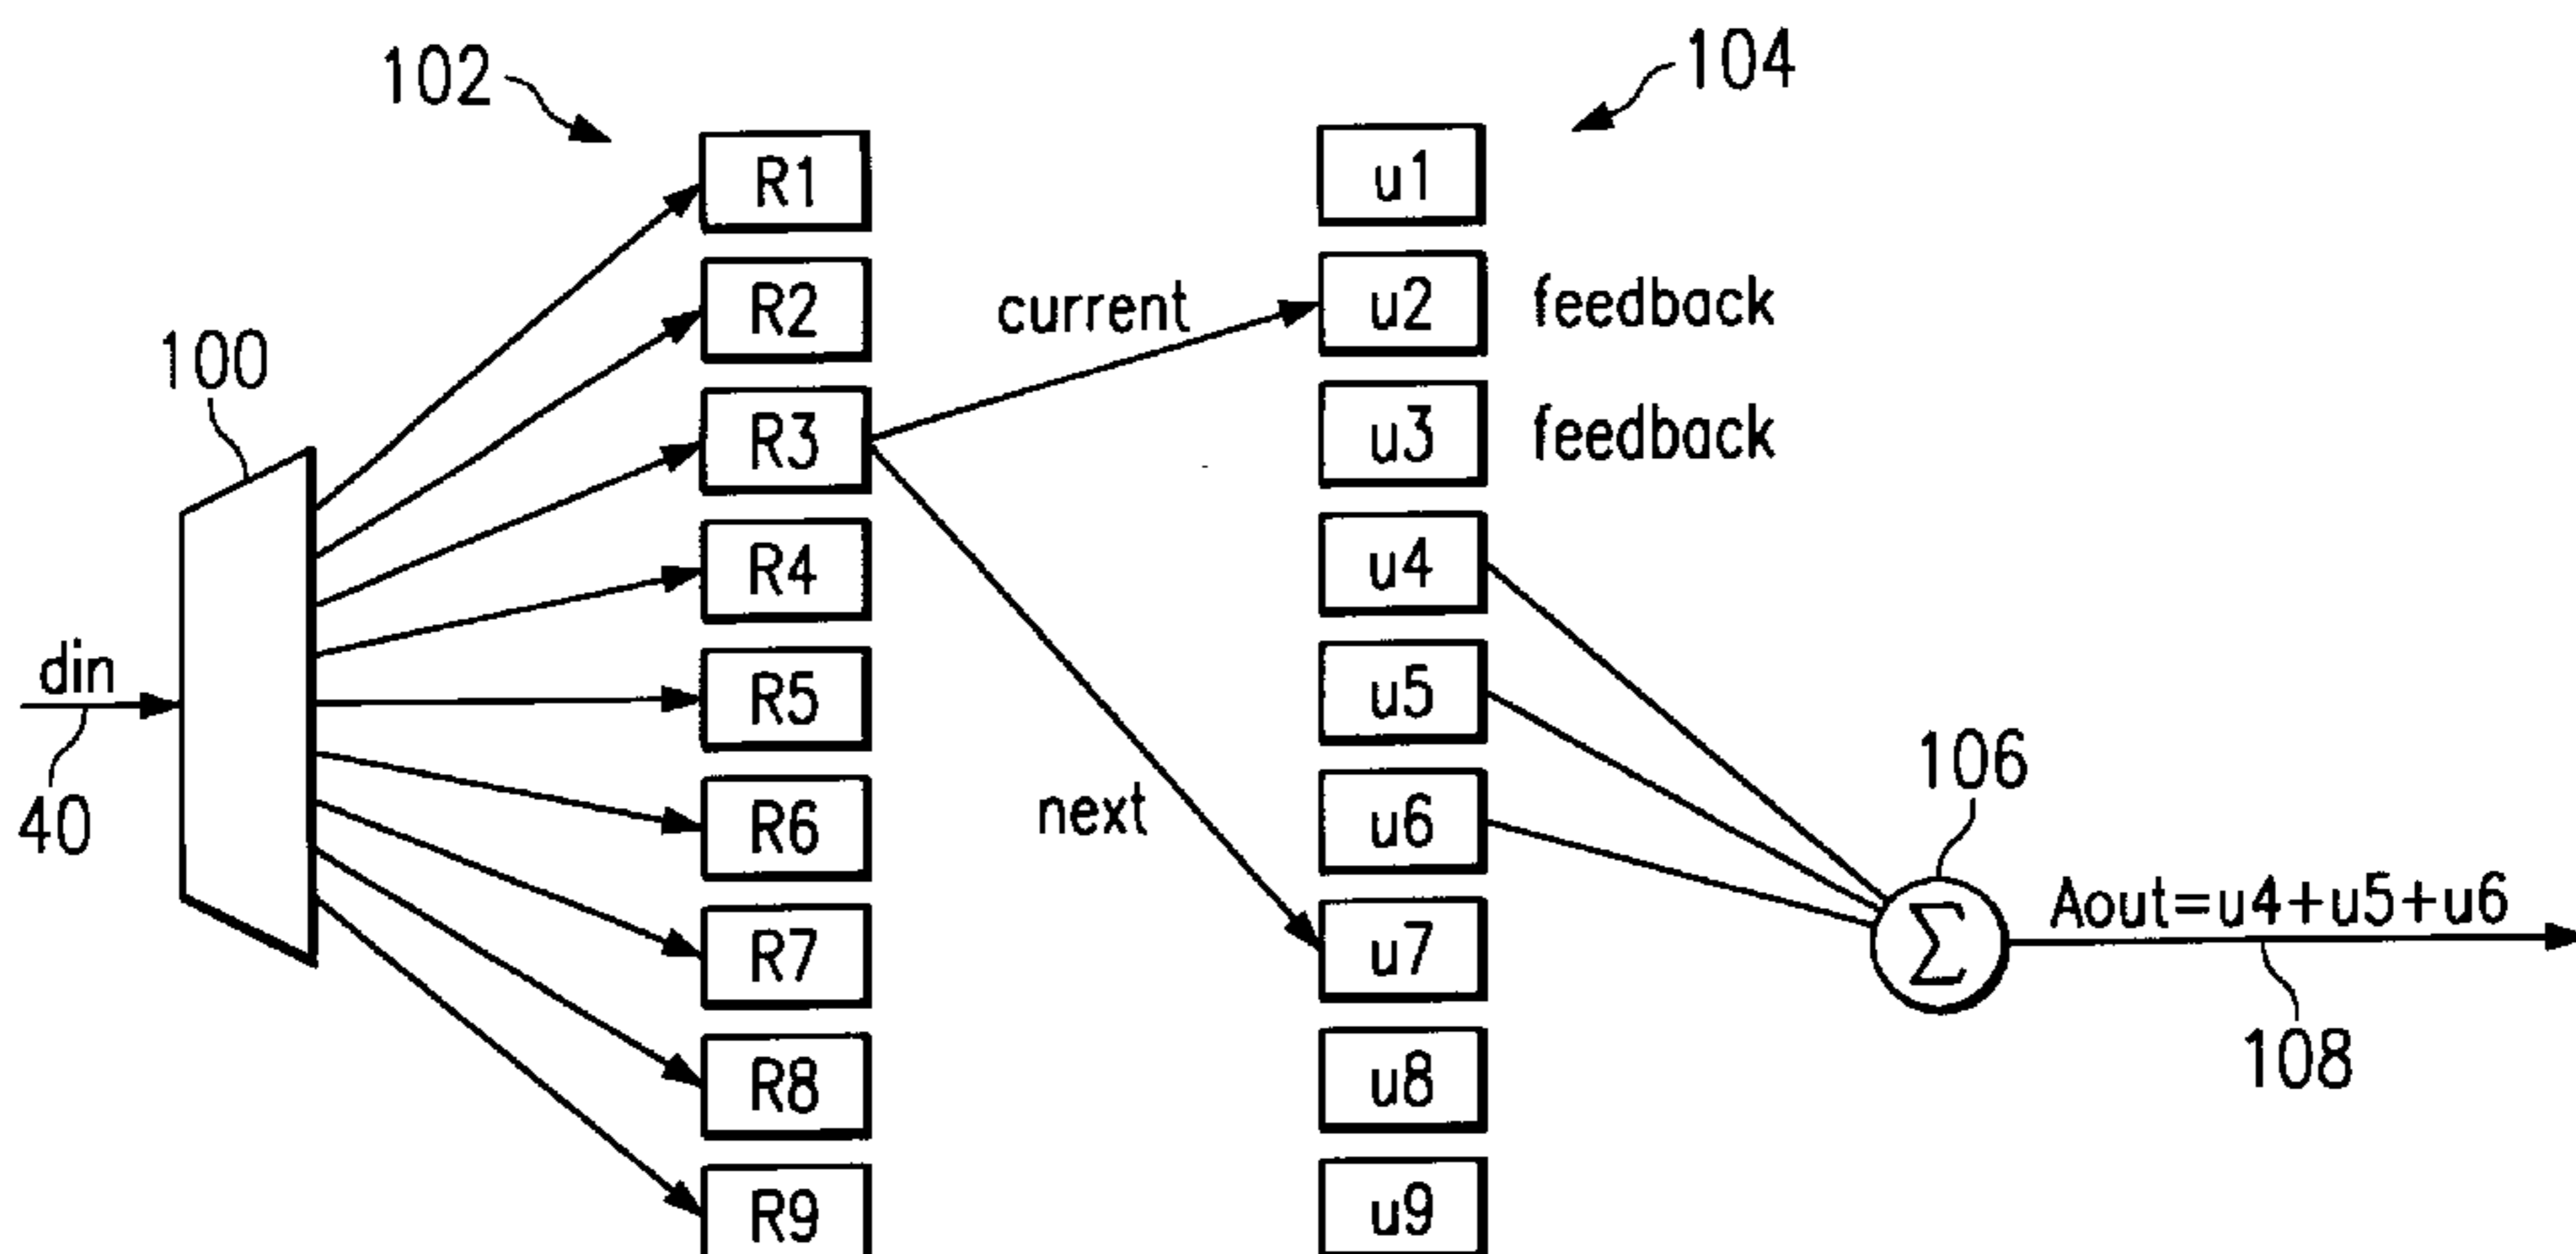 102
104
R1
u1
R2
current
u2
feedback
100
R3
u3
feedback
R4
u4
din
R5
u5
40
R6
next
u6
106
R7
u7
Aout=u4+u5+u6
Σ
R8
u8
108
R9
u9